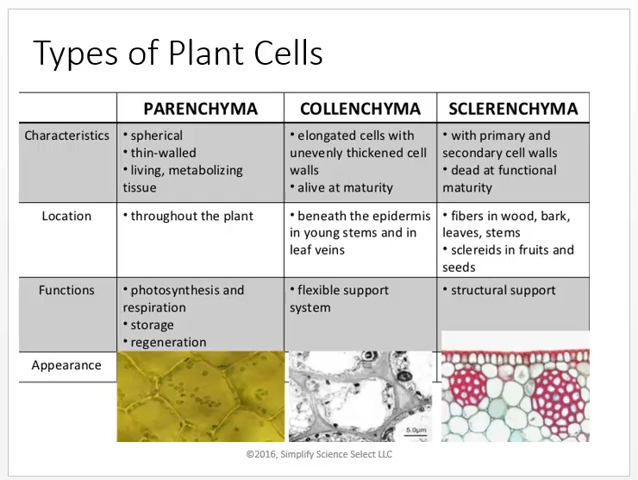 Types of Plant Cells
PARENCHYMA COLLENCHYMA SCLERENCHYMA
Characteristics
• spherical
• thin-walled
• living, metabolizing
tissue
• elongated cells with
unevenly thickened cell
walls
• alive at maturity
• with primary and
secondary cell walls
• dead at functional
maturity
Location
• throughout the plant
• beneath the epidermis
in young stems and in
leaf veins
• fibers in wood, bark,
leaves, stems
• sclereids in fruits and
seeds
Functions
• photosynthesis and
respiration
• storage
• regeneration
• flexible support
system
• structural support
Appearance
5.0µm
©2016, Simplify Science Select LLC